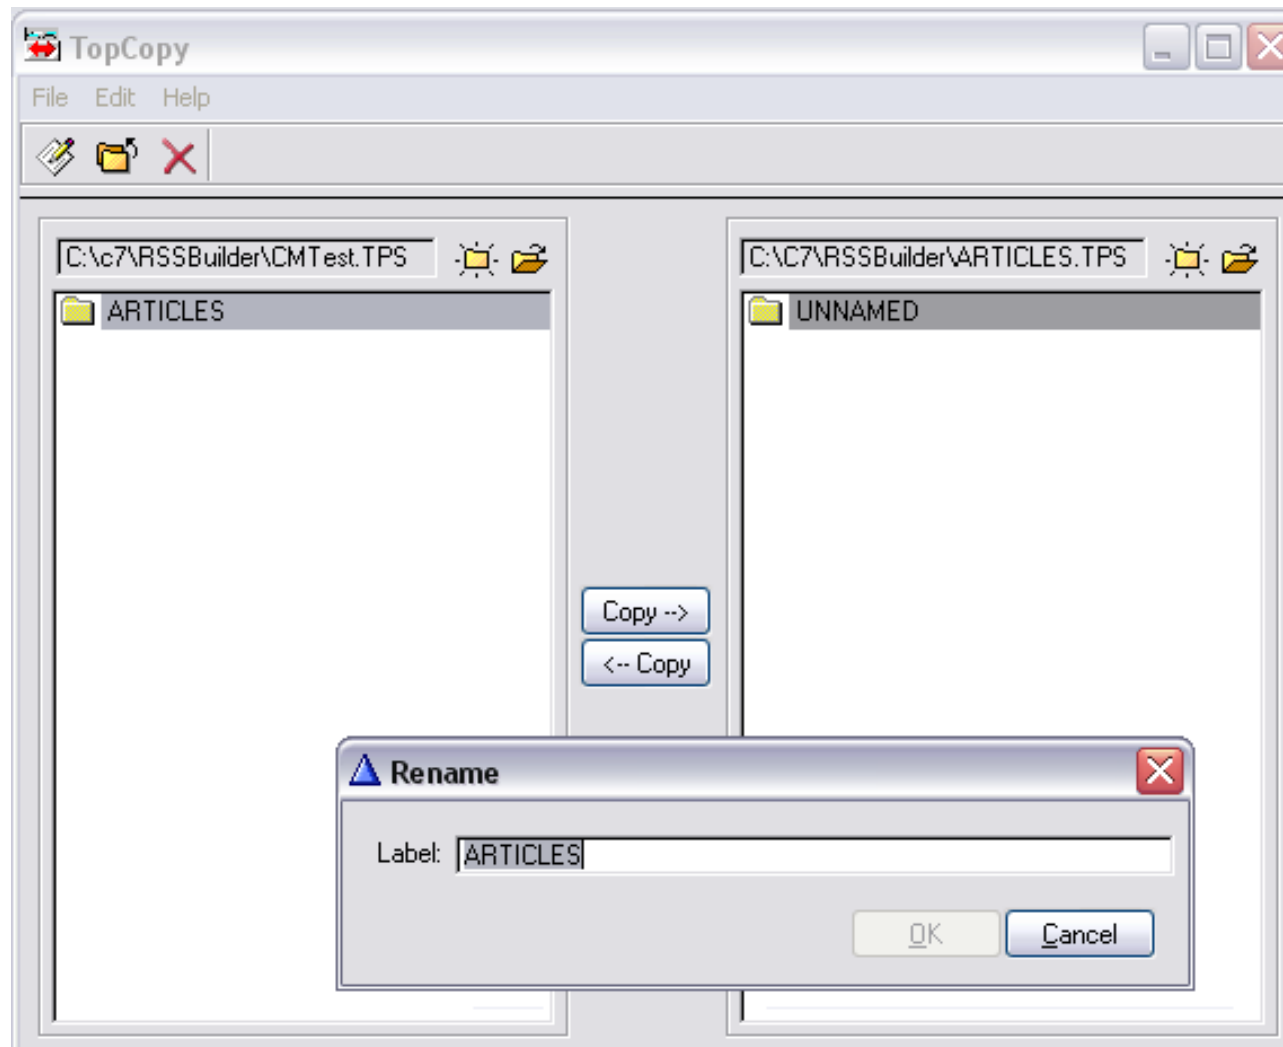 TopCopy
File Edit Help
C:\c7\RSSBuilder\CMTest.TPS
ARTICLES
C:\C7\RSSBuilder\ARTICLES.TPS
UNNAMED
Copy -->
<-- Copy
Rename
Label: ARTICLES
OK Cancel